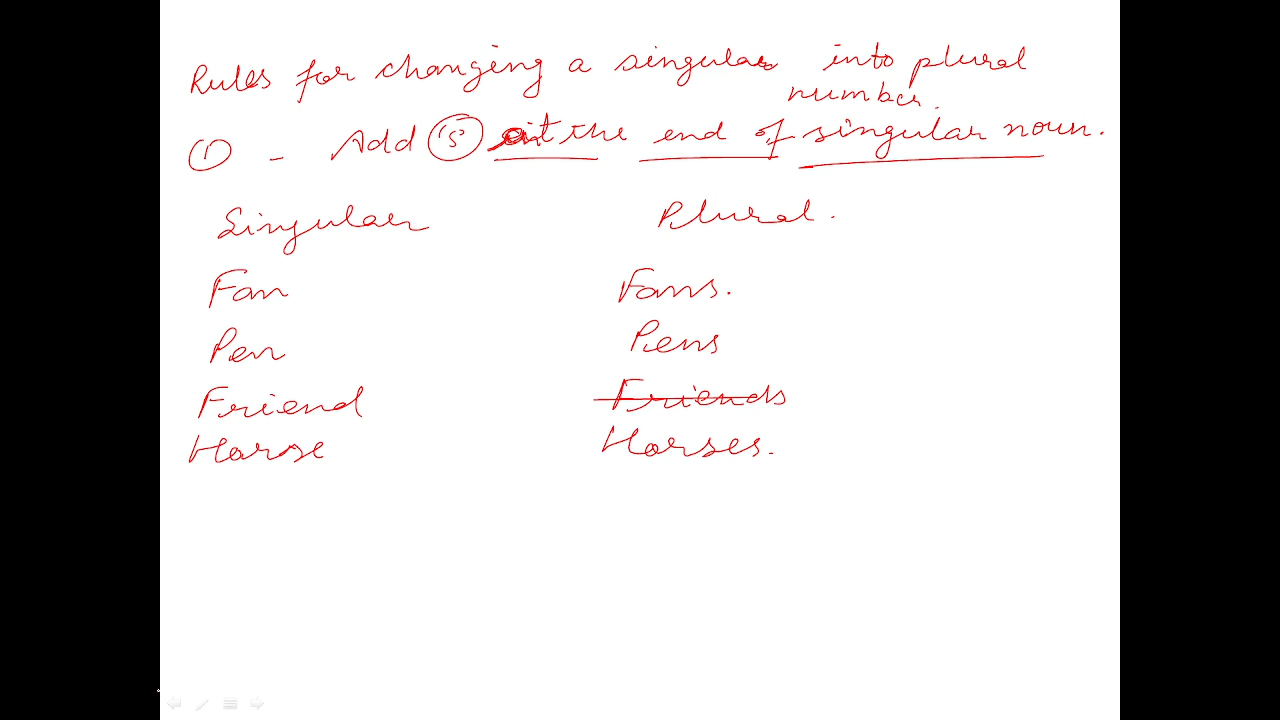 Rules for changing a singular into plural
number.
① - Add 's' at the end of singular noun.
Singular Plural.
Fan Fans.
Pen Pens
Friend Friends
Horse Horses.